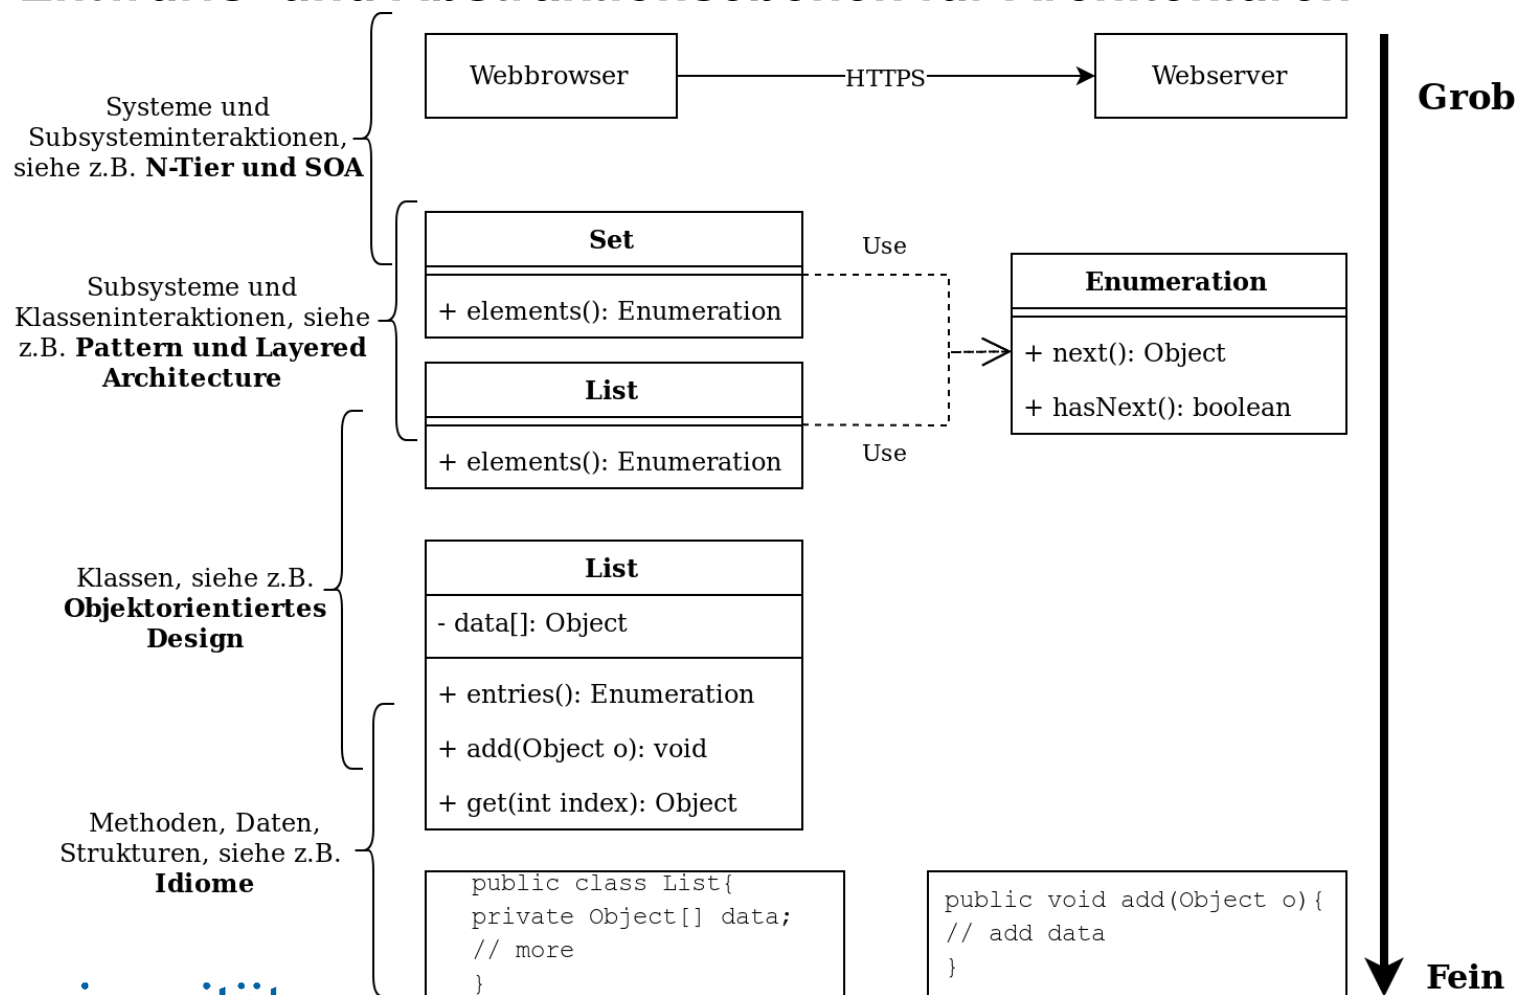 Webbrowser
HTTPS
Webserver
Grob
Systeme und
Subsysteminteraktionen,
siehe z.B. N-Tier und SOA
Set
+ elements(): Enumeration
Use
Enumeration
+ next(): Object
+ hasNext(): boolean
Subsysteme und
Klasseninteraktionen, siehe
z.B. Pattern und Layered
Architecture
List
+ elements(): Enumeration
Use
Klassen, siehe z.B.
Objektorientiertes
Design
List
- data[]: Object
+ entries(): Enumeration
+ add(Object o): void
+ get(int index): Object
Methoden, Daten,
Strukturen, siehe z.B.
Idiome
public class List{
private Object[] data;
// more
}
public void add(Object o){
// add data
}
Fein